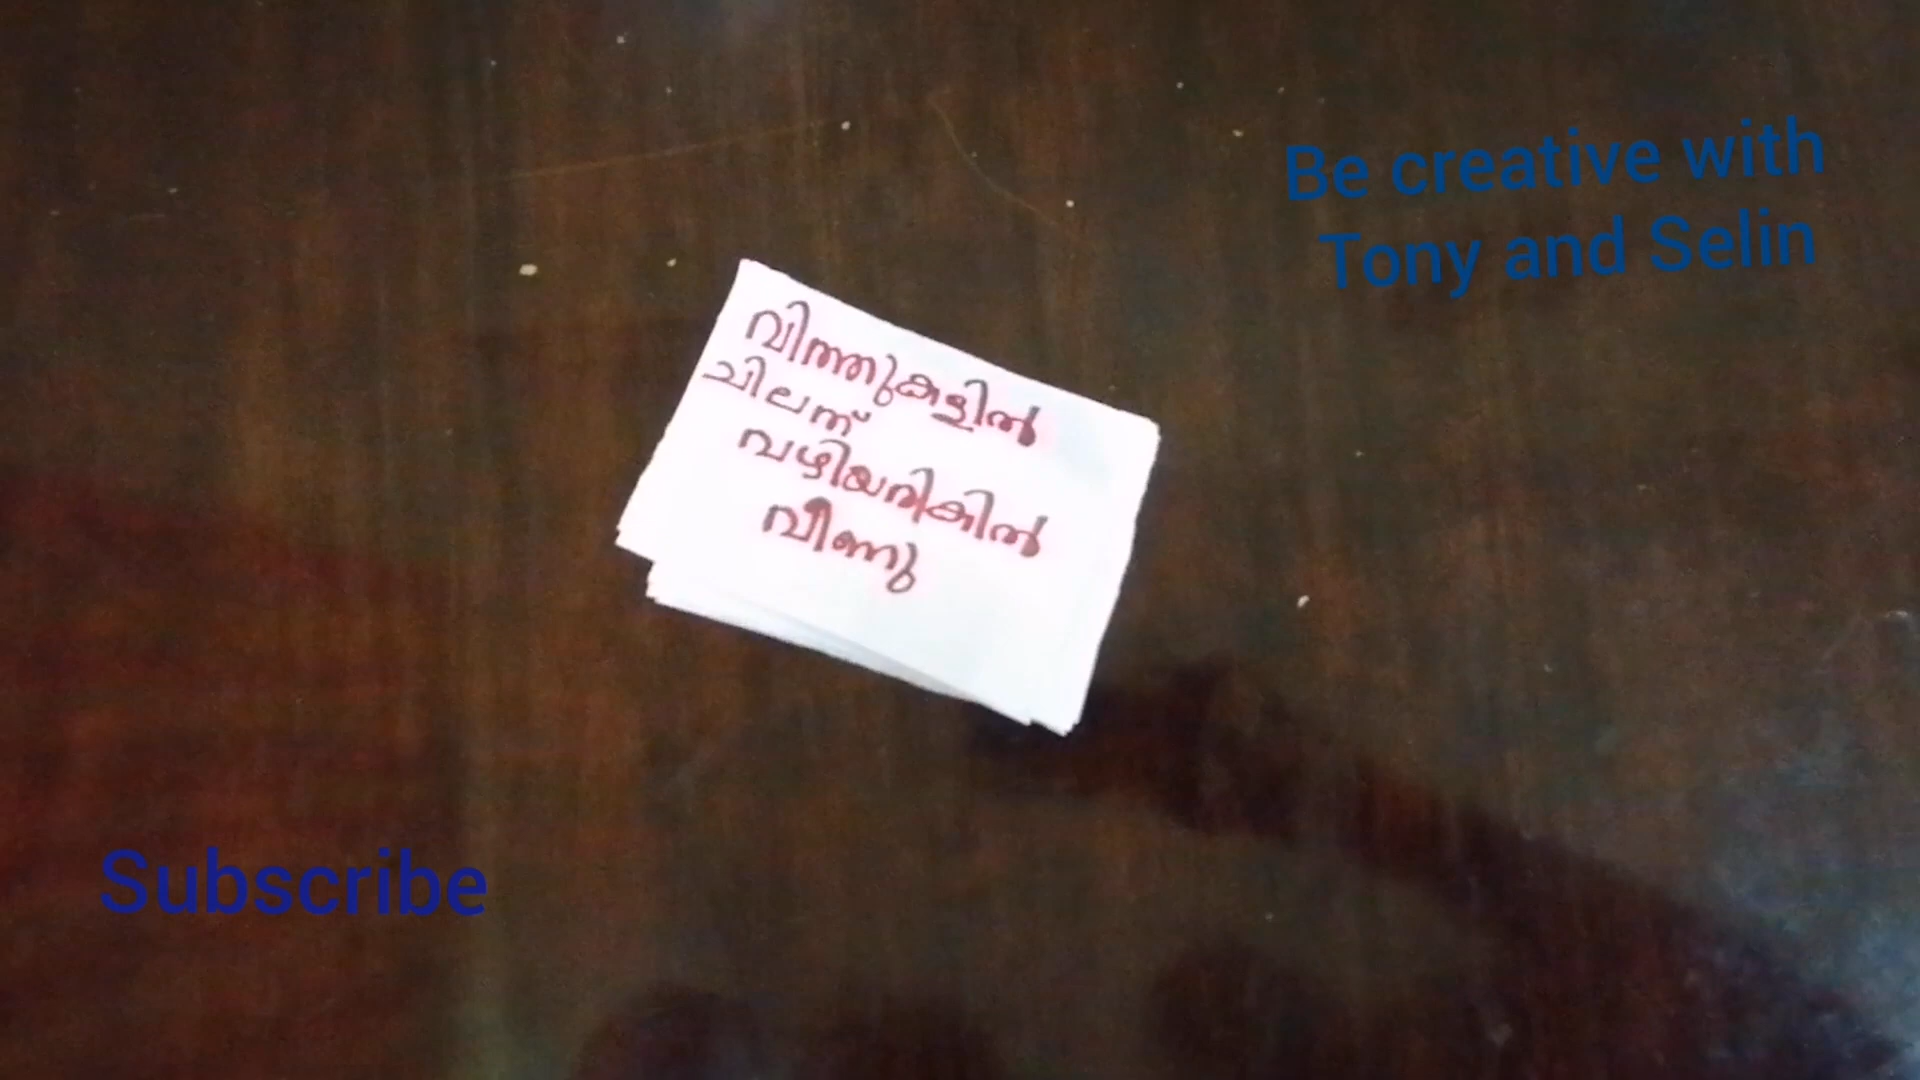 Be creative with
Tony and Selin
വിത്തുകളിൽ
ചിലത്
വഴിയരികിൽ
വീണു
Subscribe